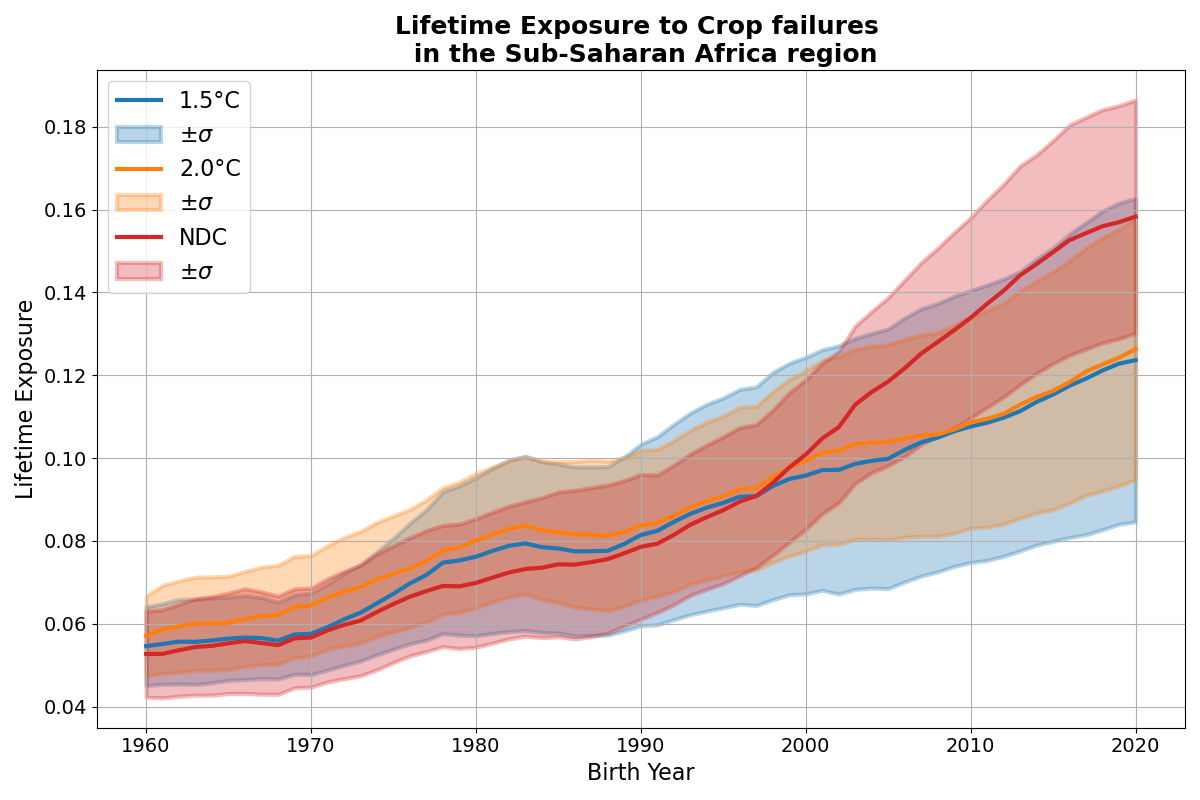 Lifetime Exposure to Crop failures
in the Sub-Saharan Africa region
1.5°C
±σ
2.0°C
±σ
NDC
±σ
Lifetime Exposure
0.18
0.16
0.14
0.12
0.10
0.08
0.06
0.04
1960 1970 1980 1990 2000 2010 2020
Birth Year